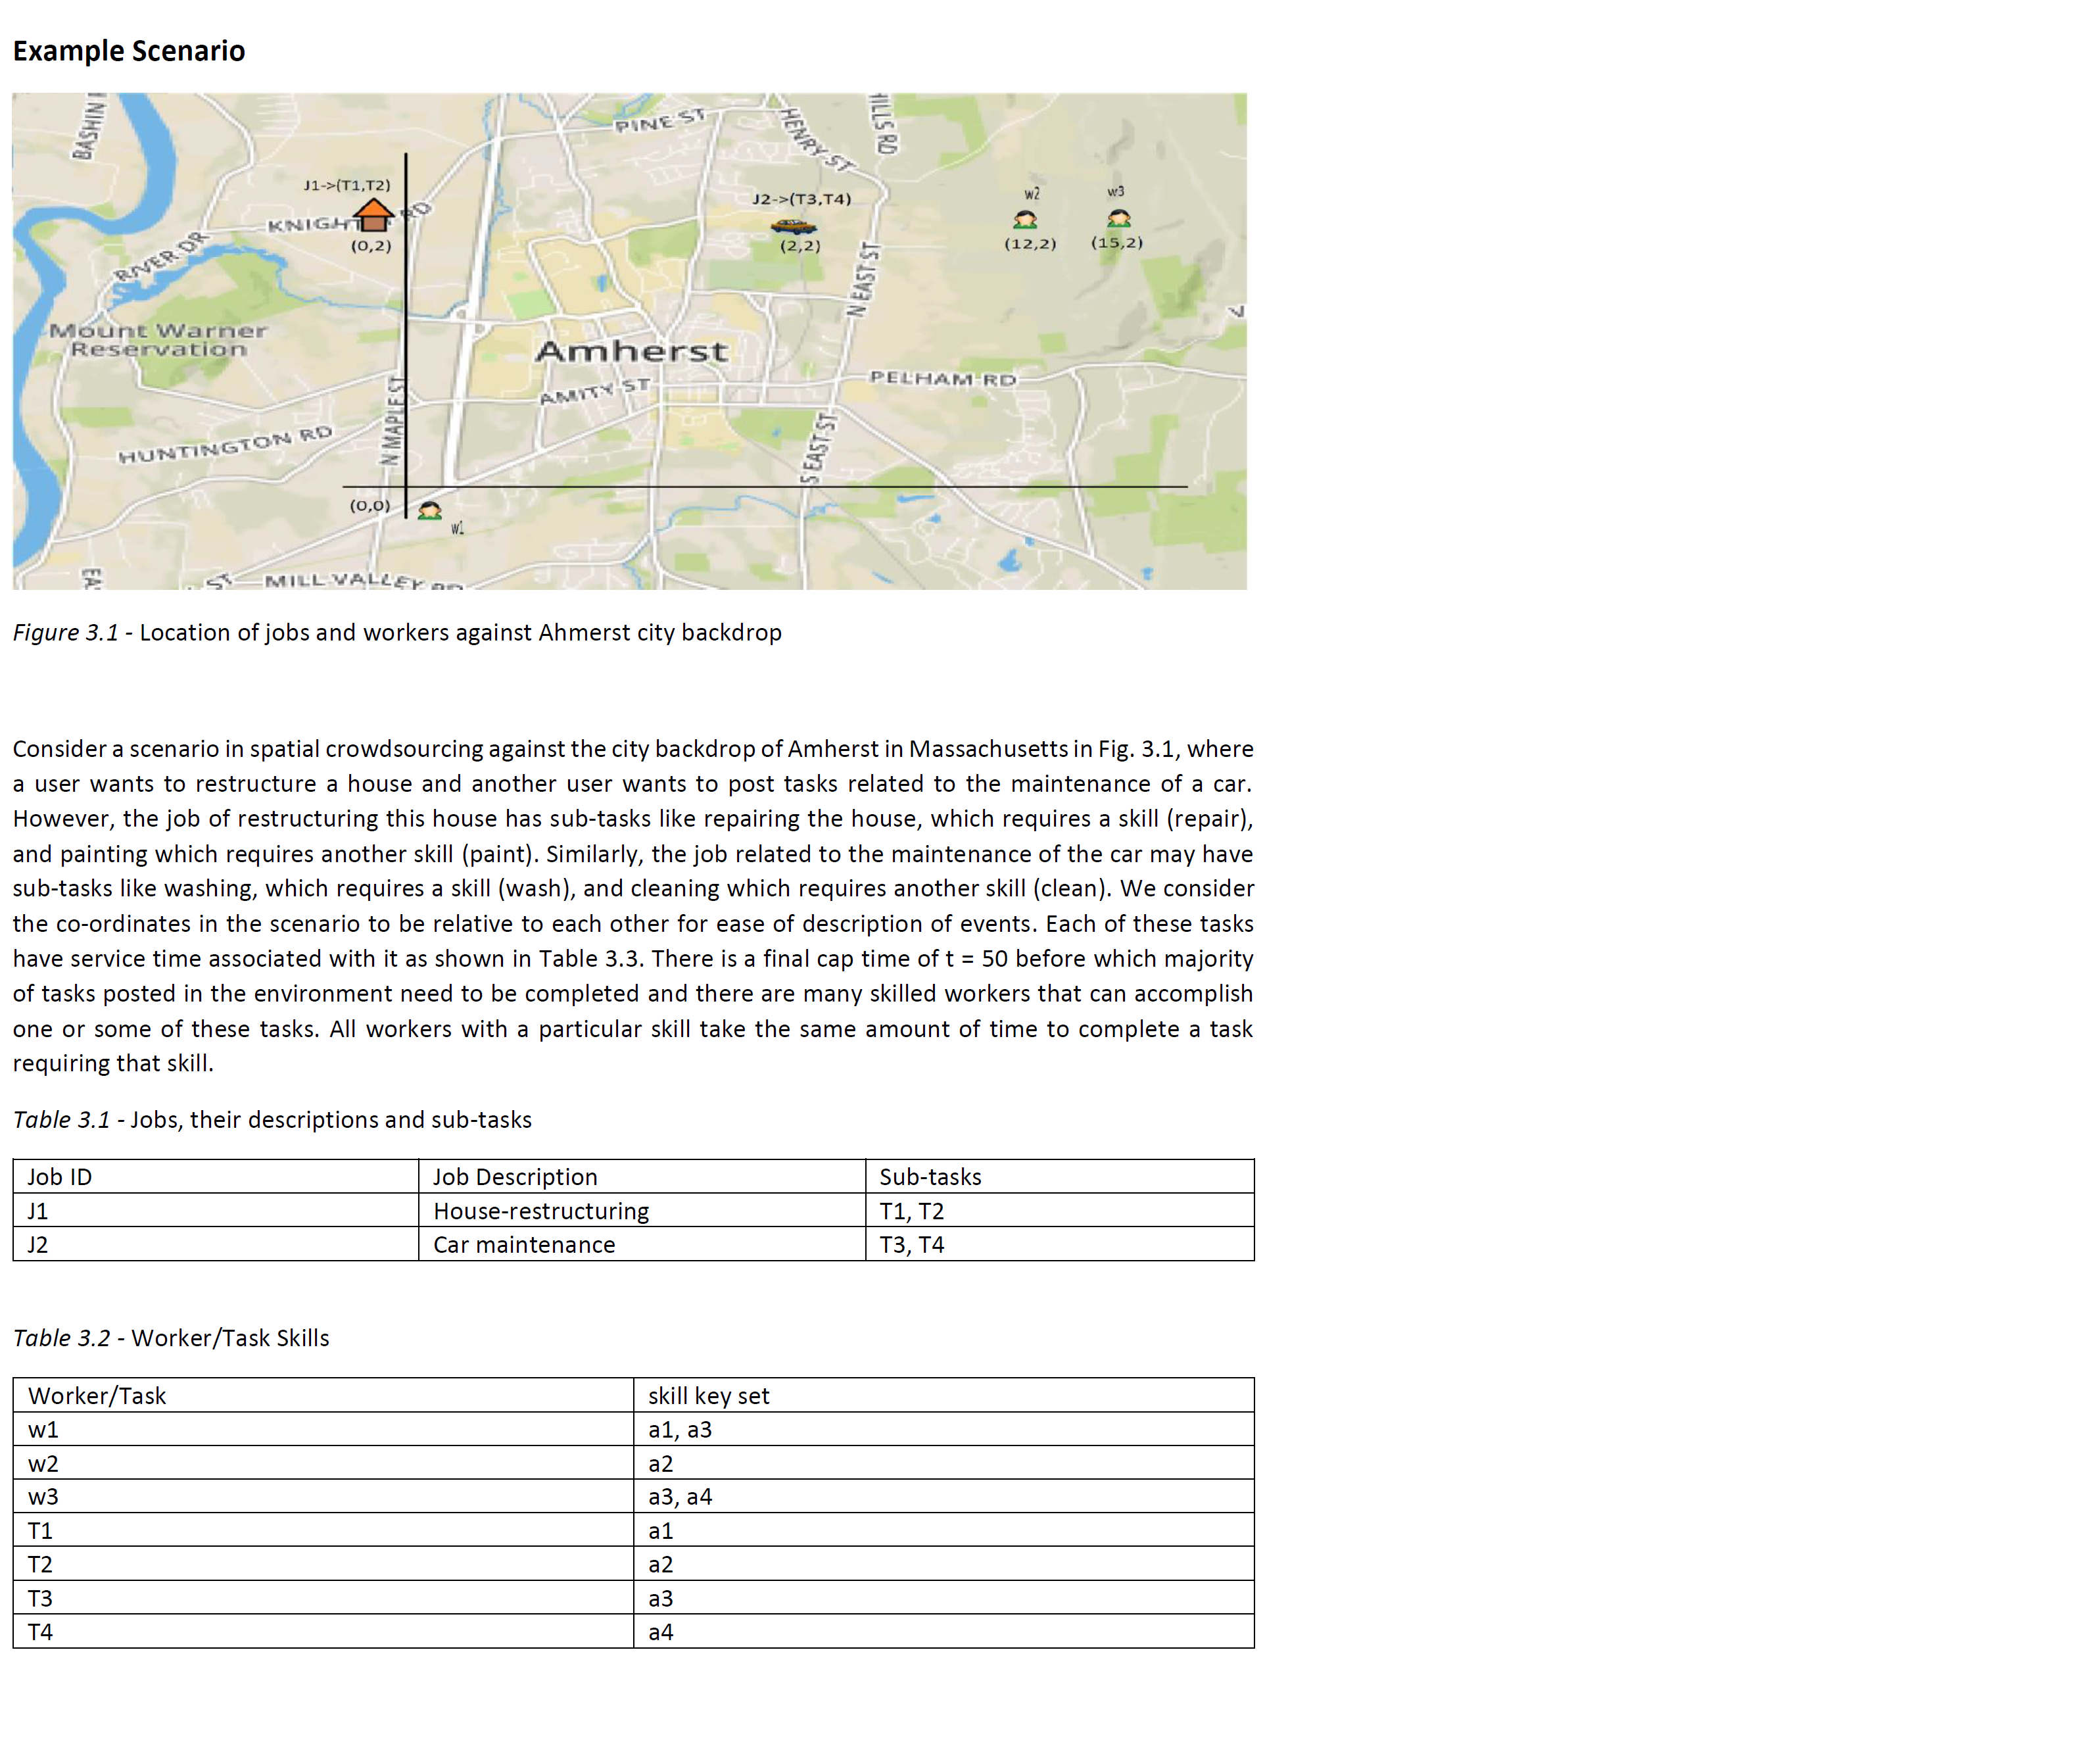 Example Scenario
BASHIN
PINE ST
HENRY ST
HILLS RD
J1->(T1,T2)
J2->(T3,T4)
w2
w3
KNIGHT RD
(0,2)
(2,2)
(12,2)
(15,2)
RIVER DR
N EAST ST
Mount Warner
Reservation
Amherst
PELHAM RD
AMITY ST
N MAPLE ST
HUNTINGTON RD
S EAST ST
(0,0)
w1
EA
ST
MILL VALLEY RD
Figure 3.1 - Location of jobs and workers against Ahmerst city backdrop
Consider a scenario in spatial crowdsourcing against the city backdrop of Amherst in Massachusetts in Fig. 3.1, where
a user wants to restructure a house and another user wants to post tasks related to the maintenance of a car.
However, the job of restructuring this house has sub-tasks like repairing the house, which requires a skill (repair),
and painting which requires another skill (paint). Similarly, the job related to the maintenance of the car may have
sub-tasks like washing, which requires a skill (wash), and cleaning which requires another skill (clean). We consider
the co-ordinates in the scenario to be relative to each other for ease of description of events. Each of these tasks
have service time associated with it as shown in Table 3.3. There is a final cap time of t = 50 before which majority
of tasks posted in the environment need to be completed and there are many skilled workers that can accomplish
one or some of these tasks. All workers with a particular skill take the same amount of time to complete a task
requiring that skill.
Table 3.1 - Jobs, their descriptions and sub-tasks
Job ID Job Description Sub-tasks
J1 House-restructuring T1, T2
J2 Car maintenance T3, T4
Table 3.2 - Worker/Task Skills
Worker/Task skill key set
w1 a1, a3
w2 a2
w3 a3, a4
T1 a1
T2 a2
T3 a3
T4 a4